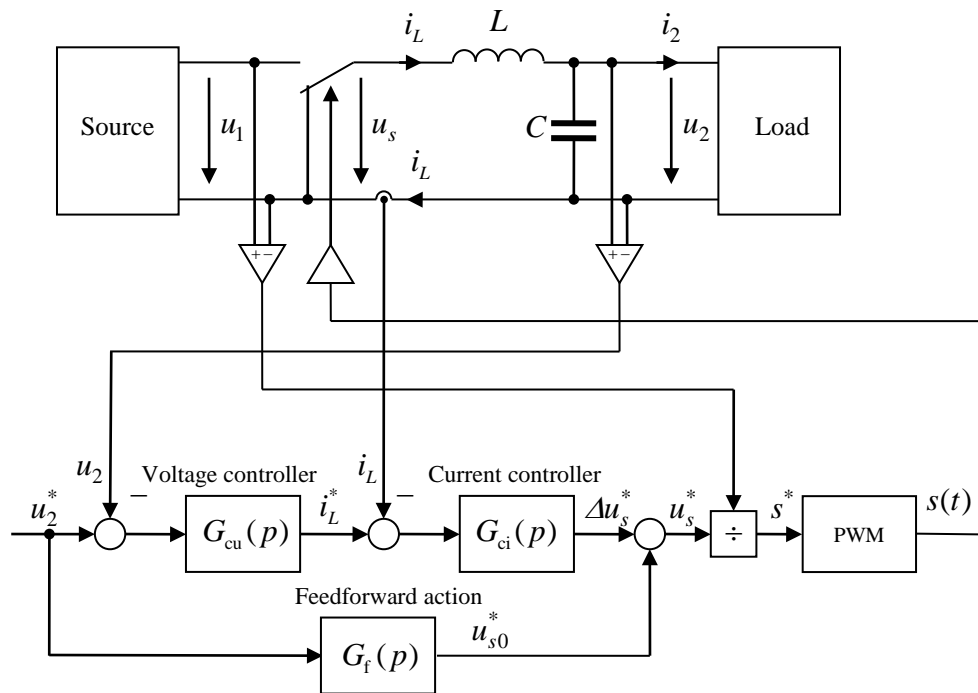 i_L L i_2
Source u_1 u_s C u_2 Load
i_L
+ − + −
u_2 Voltage controller i_L Current controller
u_2^* − G_cu(p) i_L^* − G_ci(p) Δu_s^* u_s^* ÷ s^* PWM s(t)
Feedforward action
G_f(p) u_s0^*